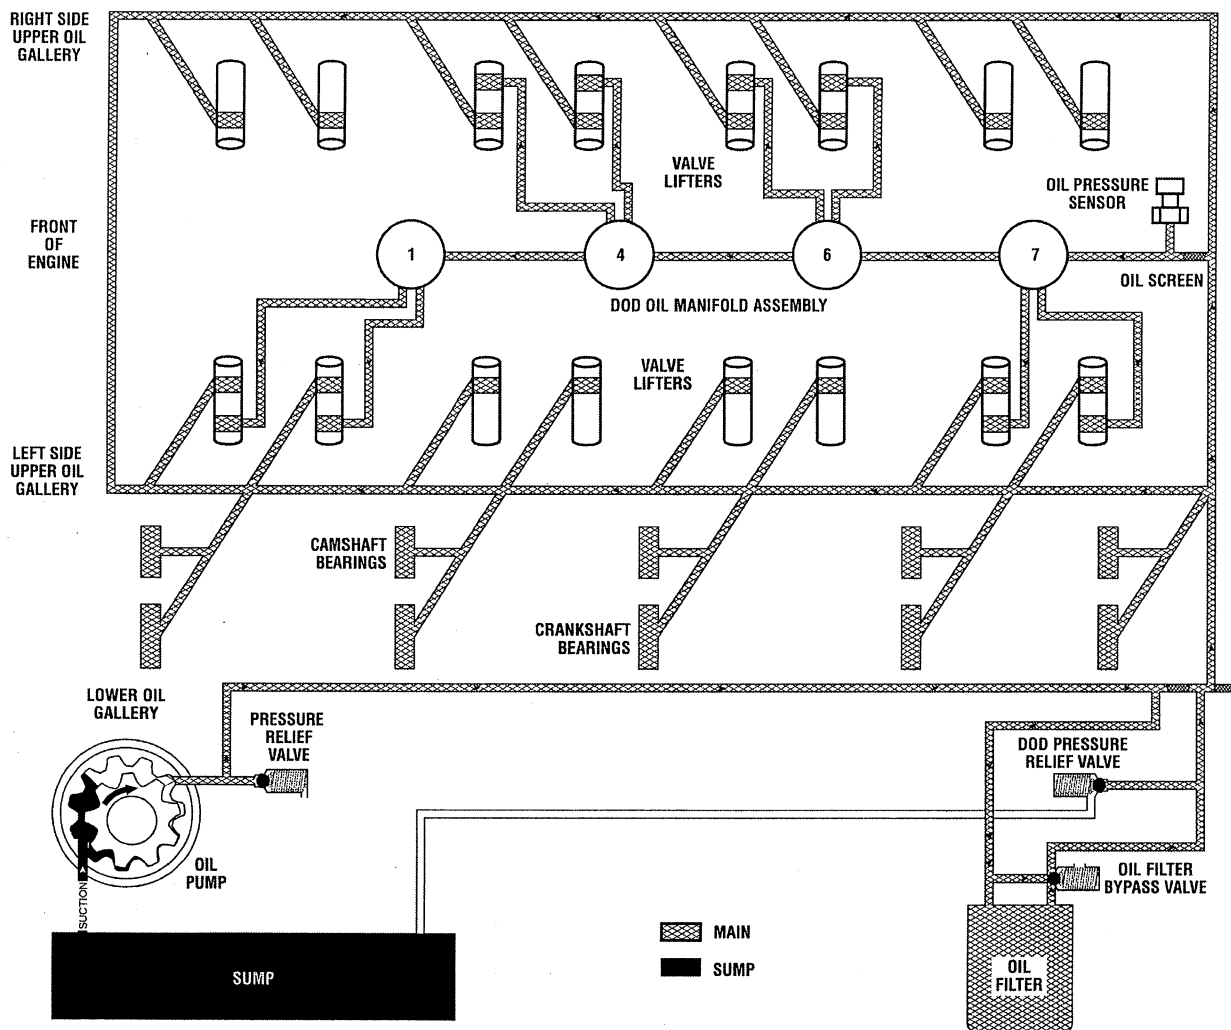 RIGHT SIDE
UPPER OIL
GALLERY
VALVE
LIFTERS
OIL PRESSURE
SENSOR
FRONT
OF
ENGINE
1
4
6
7
OIL SCREEN
DOD OIL MANIFOLD ASSEMBLY
VALVE
LIFTERS
LEFT SIDE
UPPER OIL
GALLERY
CAMSHAFT
BEARINGS
CRANKSHAFT
BEARINGS
LOWER OIL
GALLERY
PRESSURE
RELIEF
VALVE
DOD PRESSURE
RELIEF VALVE
OIL
PUMP
OIL FILTER
BYPASS VALVE
SUCTION
MAIN
SUMP
SUMP
OIL
FILTER